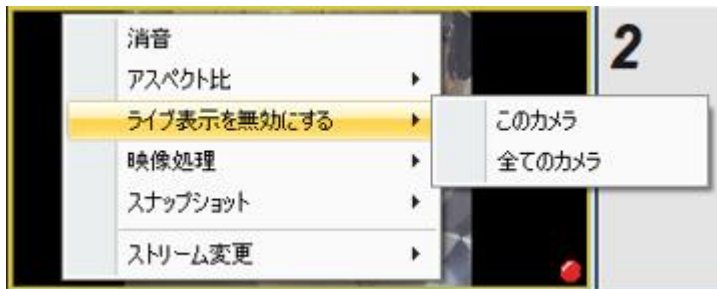 消音
アスペクト比
ライブ表示を無効にする
映像処理
スナップショット
ストリーム変更
このカメラ
全てのカメラ
2